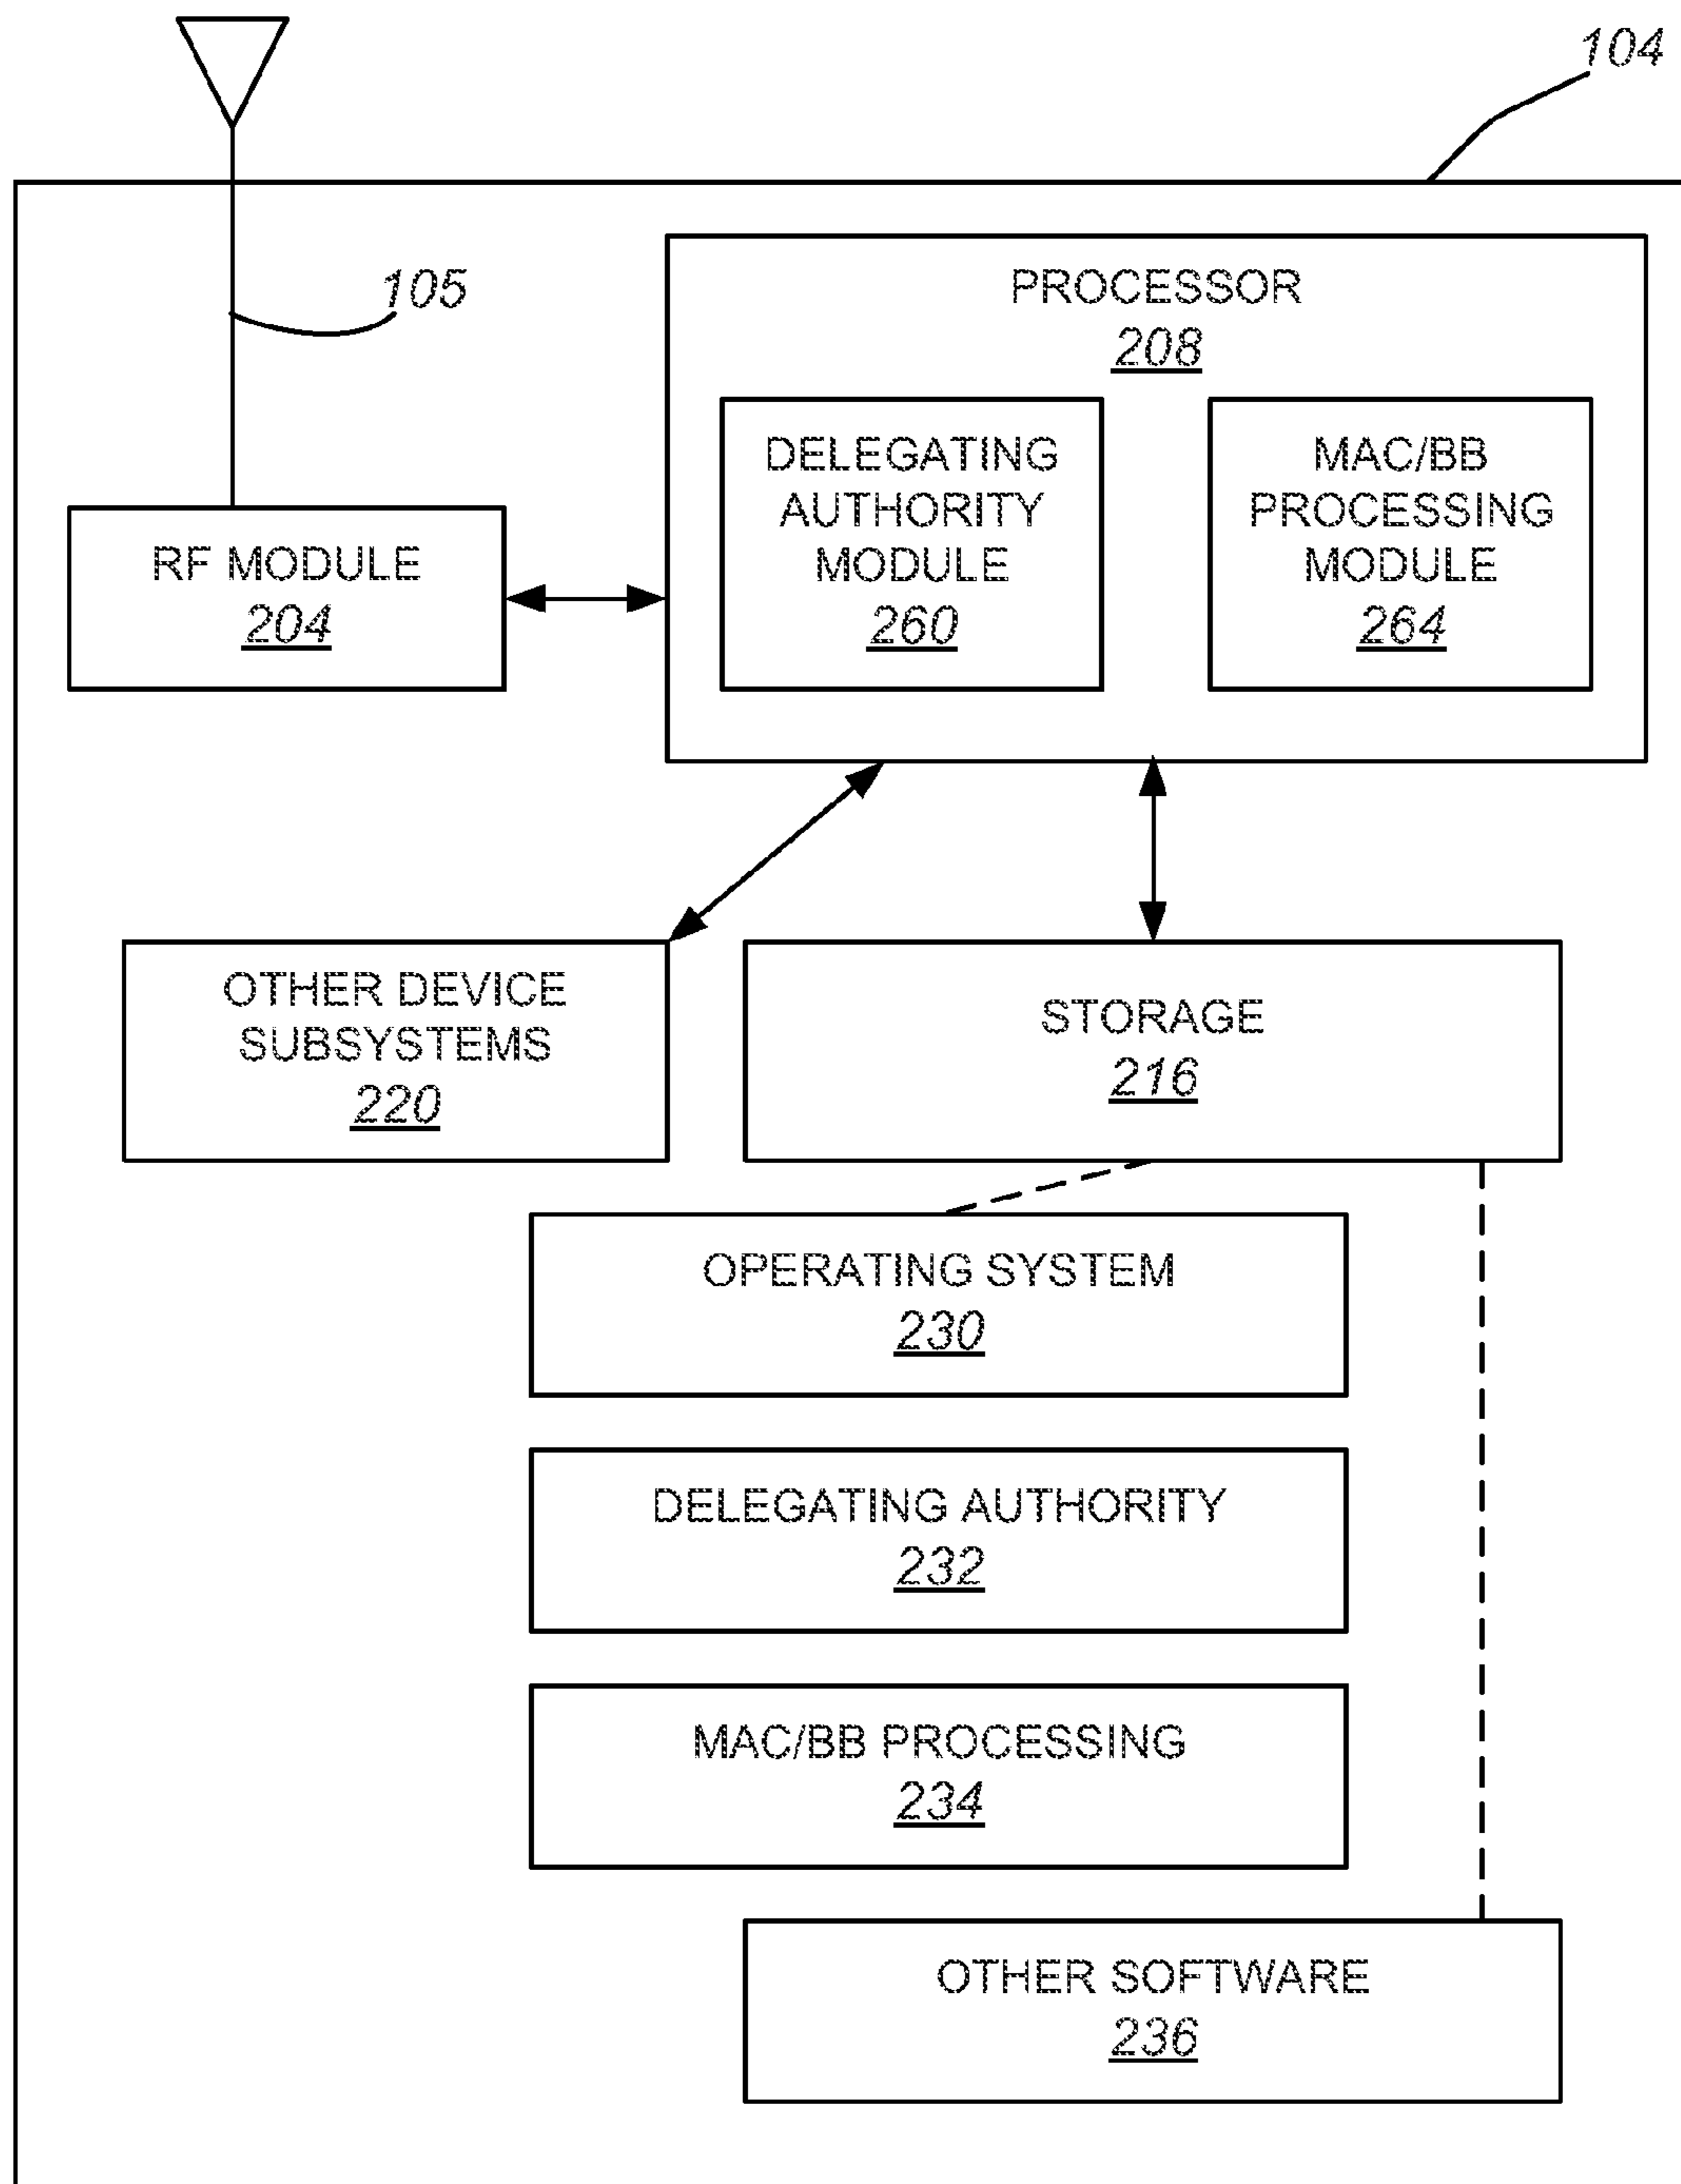 104
105
PROCESSOR
208
DELEGATING
AUTHORITY
MODULE
260
MAC/BB
PROCESSING
MODULE
264
RF MODULE
204
OTHER DEVICE
SUBSYSTEMS
220
STORAGE
216
OPERATING SYSTEM
230
DELEGATING AUTHORITY
232
MAC/BB PROCESSING
234
OTHER SOFTWARE
236